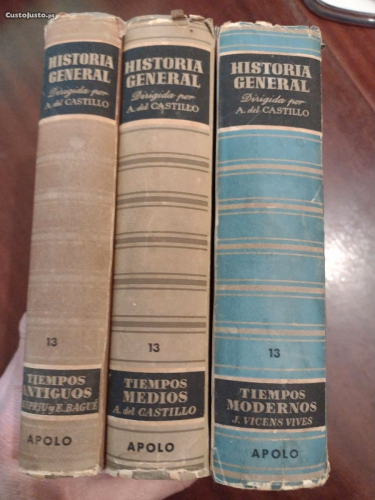 CustoJusto.pt
HISTORIA
GENERAL
Dirigida por
A. del CASTILLO
13
TIEMPOS
ANTIGUOS
y E. BAGUÉ
APOLO
HISTORIA
GENERAL
Dirigida por
A. del CASTILLO
13
TIEMPOS
MEDIOS
A. del CASTILLO
APOLO
HISTORIA
GENERAL
Dirigida por
A. del CASTILLO
13
TIEMPOS
MODERNOS
J. VICENS VIVES
APOLO